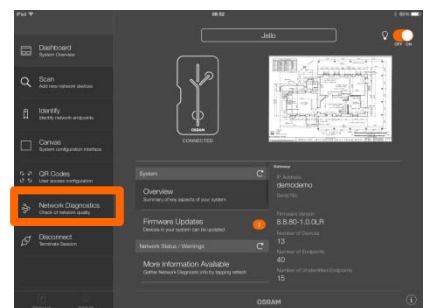 iPad
08:52
80%
Jello
OFF ON
Dashboard
System Overview
Scan
Add new network devices
Identify
Identify network endpoints
Canvas
System configuration interface
QR Codes
User access configuration
Network Diagnostics
Check of network quality
Disconnect
Terminate Session
OSRAM
CONNECTED
System
Overview
Summary of key aspects of your system
Firmware Updates
Devices in your system can be updated
Network Status / Warnings
More Information Available
Gather Network Diagnostic info by tapping refresh
Gateway
IP Address
demodemo
Serial No.
Firmware Version
8.8.80-1.0.0LR
Number of Devices
13
Number of Endpoints
40
Number of Unidentified Endpoints
15
OSRAM